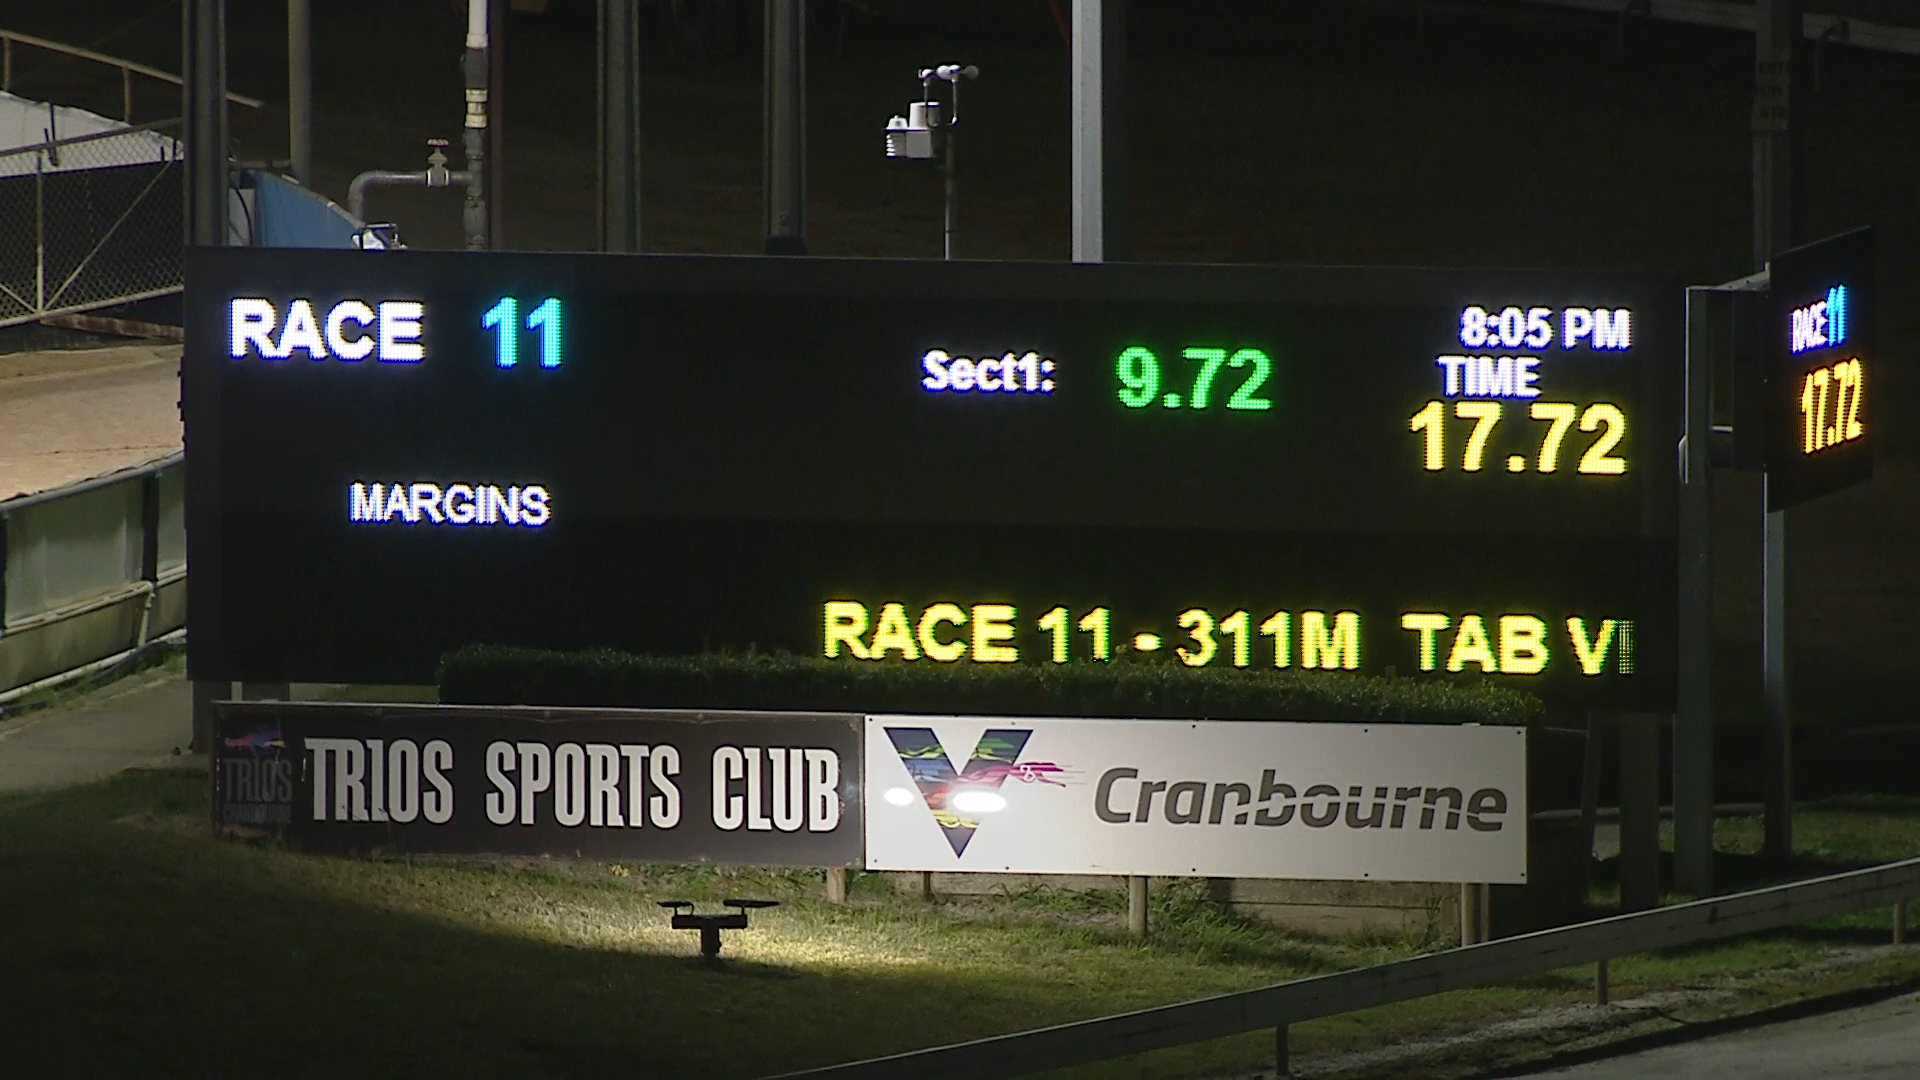 RACE 11
Sect1: 9.72
8:05 PM
TIME
17.72
MARGINS
RACE 11 - 311M TAB V
RACE 11
17.72
TRIOS
TRIOS SPORTS CLUB
Cranbourne